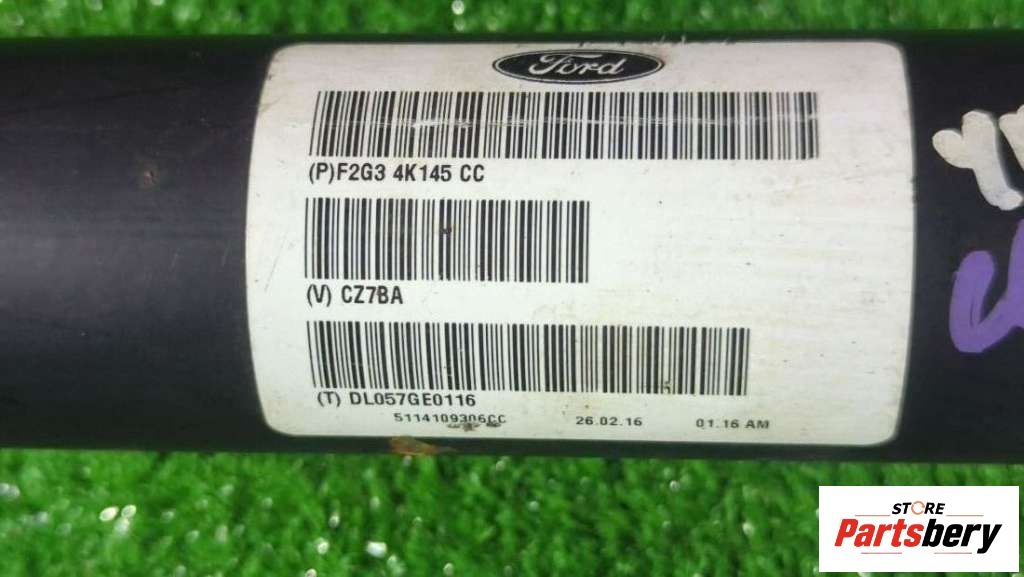 Ford
(P)F2G3 4K145 CC
(V) CZ7BA
(T) DL057GE0116
5114109306CC 26.02.16 01.16 AM
STORE
Partsbery